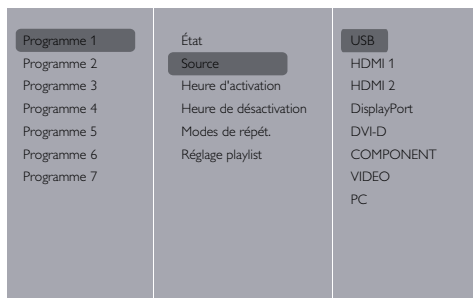 Programme 1
Programme 2
Programme 3
Programme 4
Programme 5
Programme 6
Programme 7
État
Source
Heure d'activation
Heure de désactivation
Modes de répét.
Réglage playlist
USB
HDMI 1
HDMI 2
DisplayPort
DVI-D
COMPONENT
VIDEO
PC